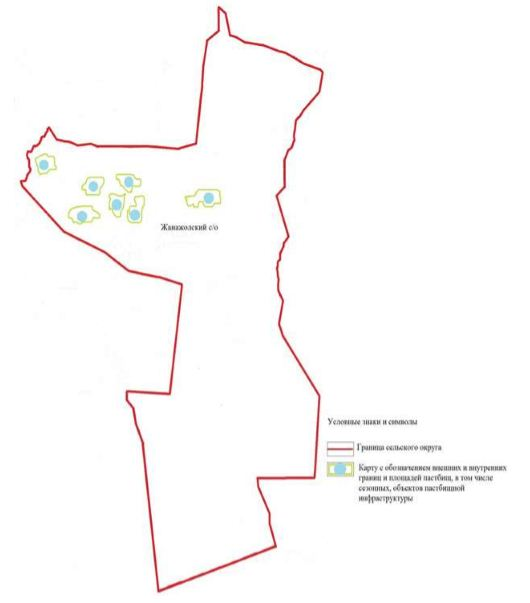 Жанажолский с/о
Условные знаки и символы
Граница сельского округа
Карту с обозначением внешних и внутренних
границ и площадей пастбищ, в том числе
сезонных, объектов пастбищной
инфраструктуры